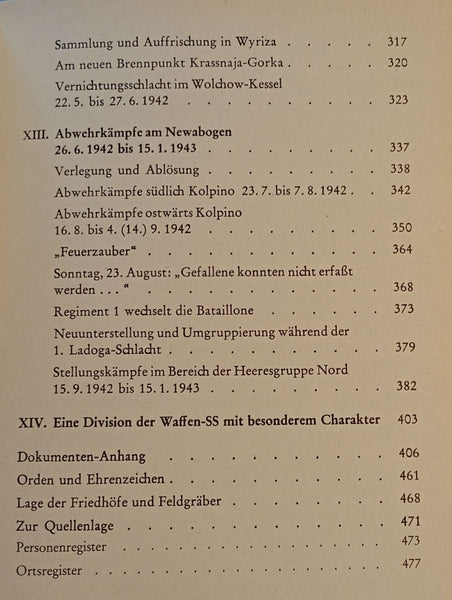 Sammlung und Auffrischung in Wyriza . . . . . 317
Am neuen Brennpunkt Krassnaja-Gorka . . . . . 320
Vernichtungsschlacht im Wolchow-Kessel
22. 5. bis 27. 6. 1942 . . . . . . . . . . 323
XIII. Abwehrkämpfe am Newabogen
26. 6. 1942 bis 15. 1. 1943 . . . . . . . . . 337
Verlegung und Ablösung . . . . . . . . . 338
Abwehrkämpfe südlich Kolpino 23. 7. bis 7. 8. 1942 . . 342
Abwehrkämpfe ostwärts Kolpino
16. 8. bis 4. (14.) 9. 1942 . . . . . . . . . 350
„Feuerzauber“ . . . . . . . . . . . . 364
Sonntag, 23. August: „Gefallene konnten nicht erfaßt
werden . . . “ . . . . . . . . . . . 368
Regiment 1 wechselt die Bataillone . . . . . . 373
Neuunterstellung und Umgruppierung während der
1. Ladoga-Schlacht . . . . . . . . . . . 379
Stellungskämpfe im Bereich der Heeresgruppe Nord
15. 9. 1942 bis 15. 1. 1943 . . . . . . . . . 382
XIV. Eine Division der Waffen-SS mit besonderem Charakter 403
Dokumenten-Anhang . . . . . . . . . . 406
Orden und Ehrenzeichen . . . . . . . . . . 461
Lage der Friedhöfe und Feldgräber . . . . . . . . 468
Zur Quellenlage . . . . . . . . . . . . 471
Personenregister . . . . . . . . . . . . 473
Ortsregister . . . . . . . . . . . . . 477